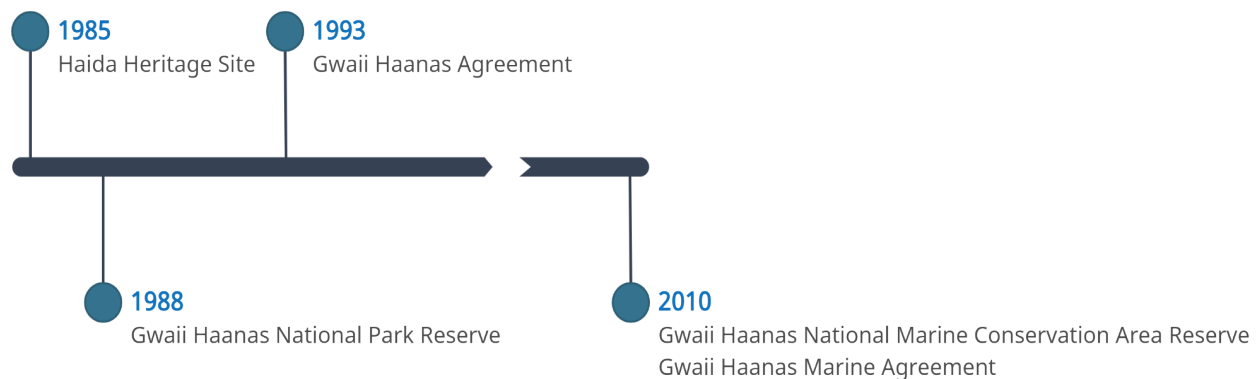 1985
Haida Heritage Site
1993
Gwaii Haanas Agreement
1988
Gwaii Haanas National Park Reserve
2010
Gwaii Haanas National Marine Conservation Area Reserve
Gwaii Haanas Marine Agreement